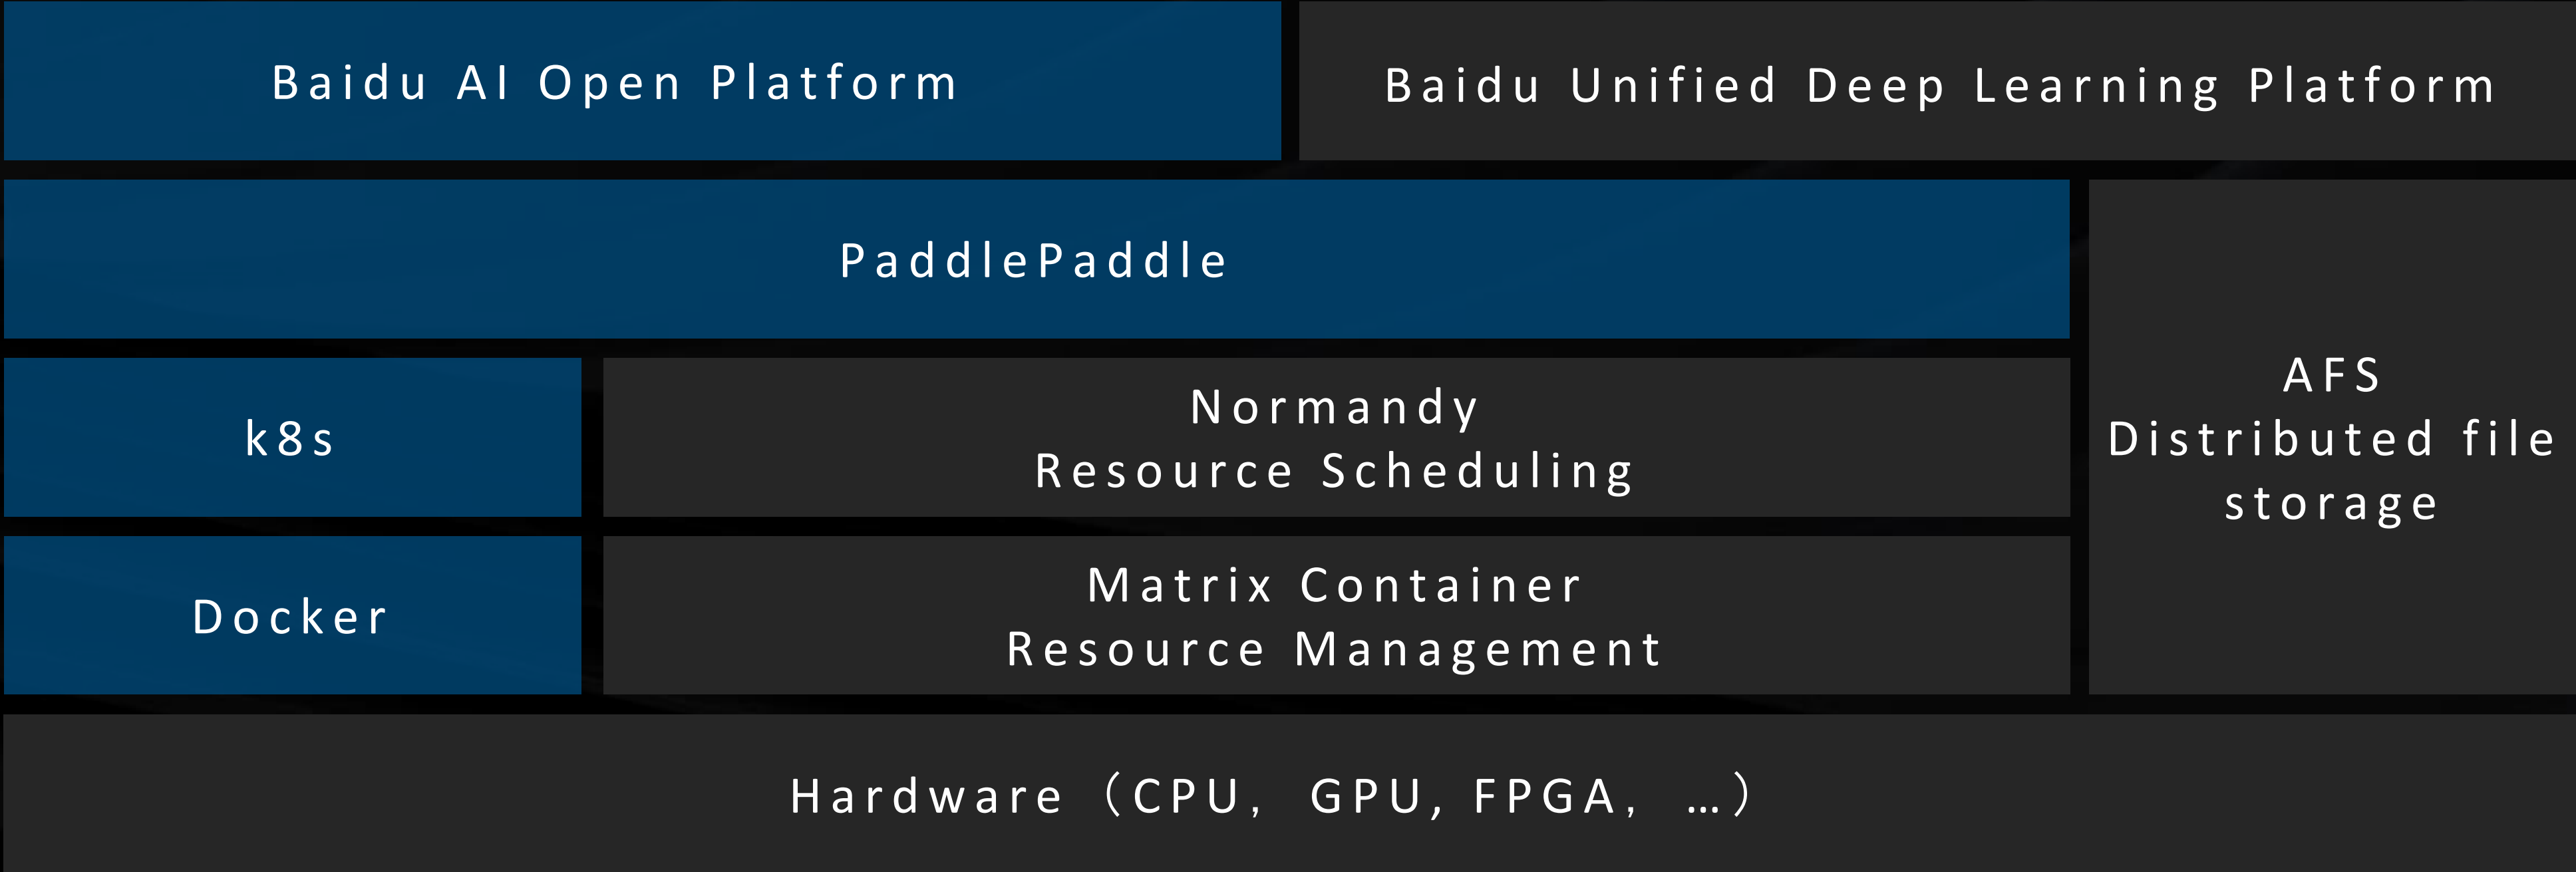 Baidu AI Open Platform
Baidu Unified Deep Learning Platform
PaddlePaddle
k8s
Normandy
Resource Scheduling
AFS
Distributed file
storage
Docker
Matrix Container
Resource Management
Hardware（CPU， GPU, FPGA， …）